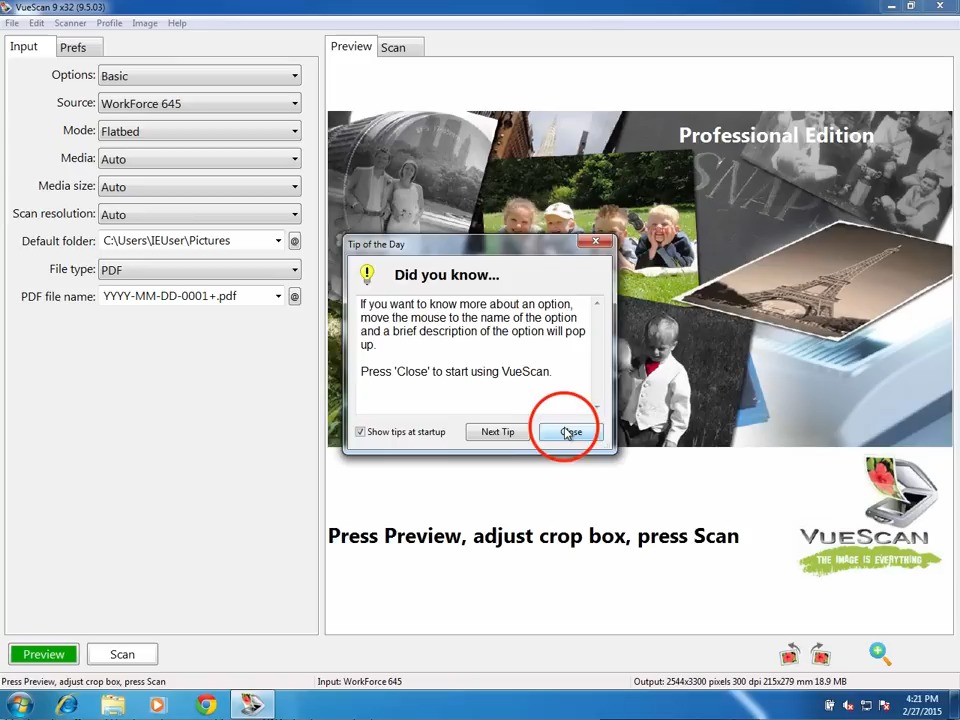 VueScan 9 x32 (9.5.03)
File Edit Scanner Profile Image Help
Input Prefs
Options: Basic
Source: WorkForce 645
Mode: Flatbed
Media: Auto
Media size: Auto
Scan resolution: Auto
Default folder: C:\Users\IEUser\Pictures @
File type: PDF
PDF file name: YYYY-MM-DD-0001+.pdf @
Preview Scan
Professional Edition
SNAP
Tip of the Day
Did you know...
If you want to know more about an option,
move the mouse to the name of the option
and a brief description of the option will pop
up.
Press 'Close' to start using VueScan.
Show tips at startup Next Tip Close
Press Preview, adjust crop box, press Scan
VUESCAN
THE IMAGE IS EVERYTHING
Preview Scan
Press Preview, adjust crop box, press Scan Input: WorkForce 645 Output: 2544x3300 pixels 300 dpi 215x279 mm 18.9 MB
4:21 PM
2/27/2015